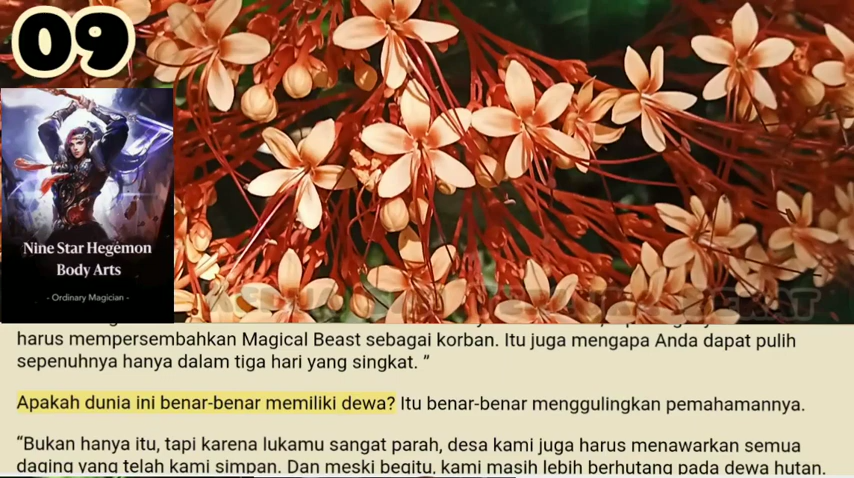 09
Nine Star Hegemon
Body Arts
- Ordinary Magician -
harus mempersembahkan Magical Beast sebagai korban. Itu juga mengapa Anda dapat pulih
sepenuhnya hanya dalam tiga hari yang singkat. ”
Apakah dunia ini benar-benar memiliki dewa? Itu benar-benar menggulingkan pemahamannya.
“Bukan hanya itu, tapi karena lukamu sangat parah, desa kami juga harus menawarkan semua
daging yang telah kami simpan. Dan meski begitu, kami masih lebih berhutang pada dewa hutan.